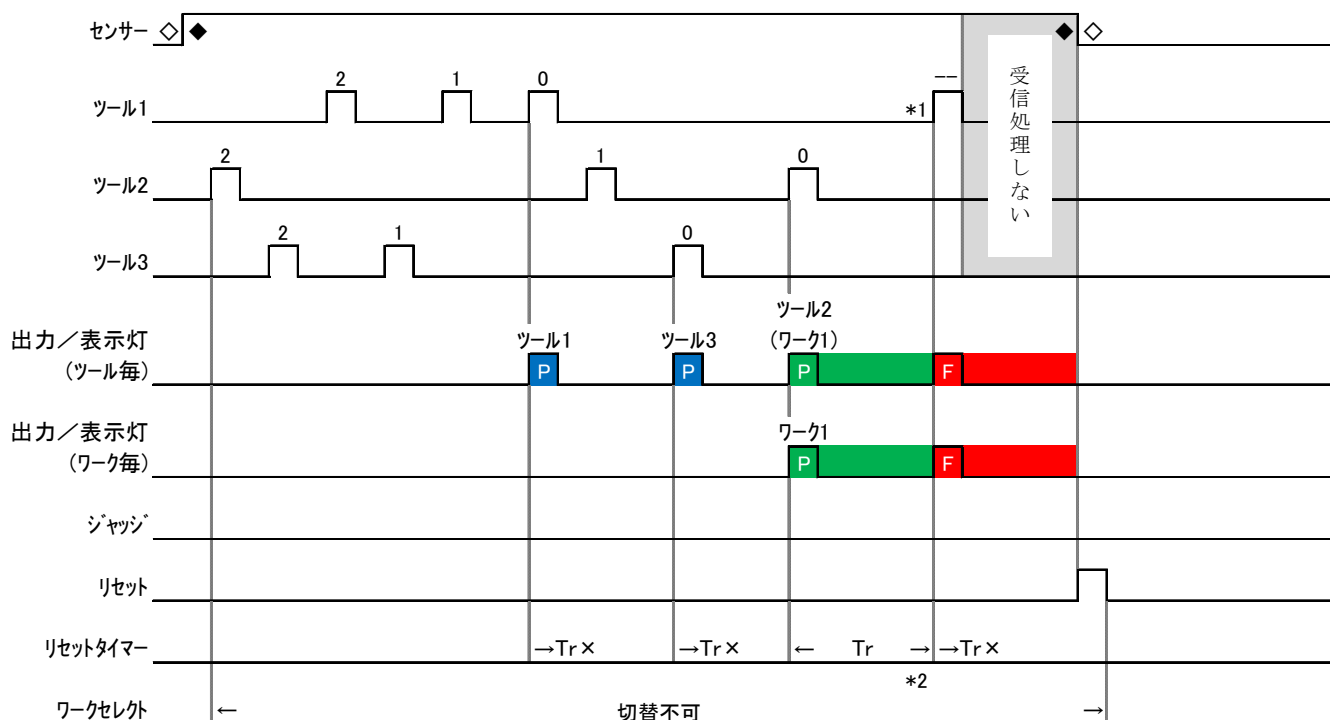 センサー ◇ ◆ ◆ ◇
2 1 0 --
ツール1 *1
受信処理しない
2 1 0
ツール2
2 1 0
ツール3
ツール2
出力／表示灯 ツール1 ツール3 (ワーク1)
(ツール毎) P P P F
出力／表示灯 ワーク1
(ワーク毎) P F
ジャッジ
リセット
リセットタイマー →Tr× →Tr× ← Tr → →Tr×
*2
ワークセレクト ← 切替不可 →